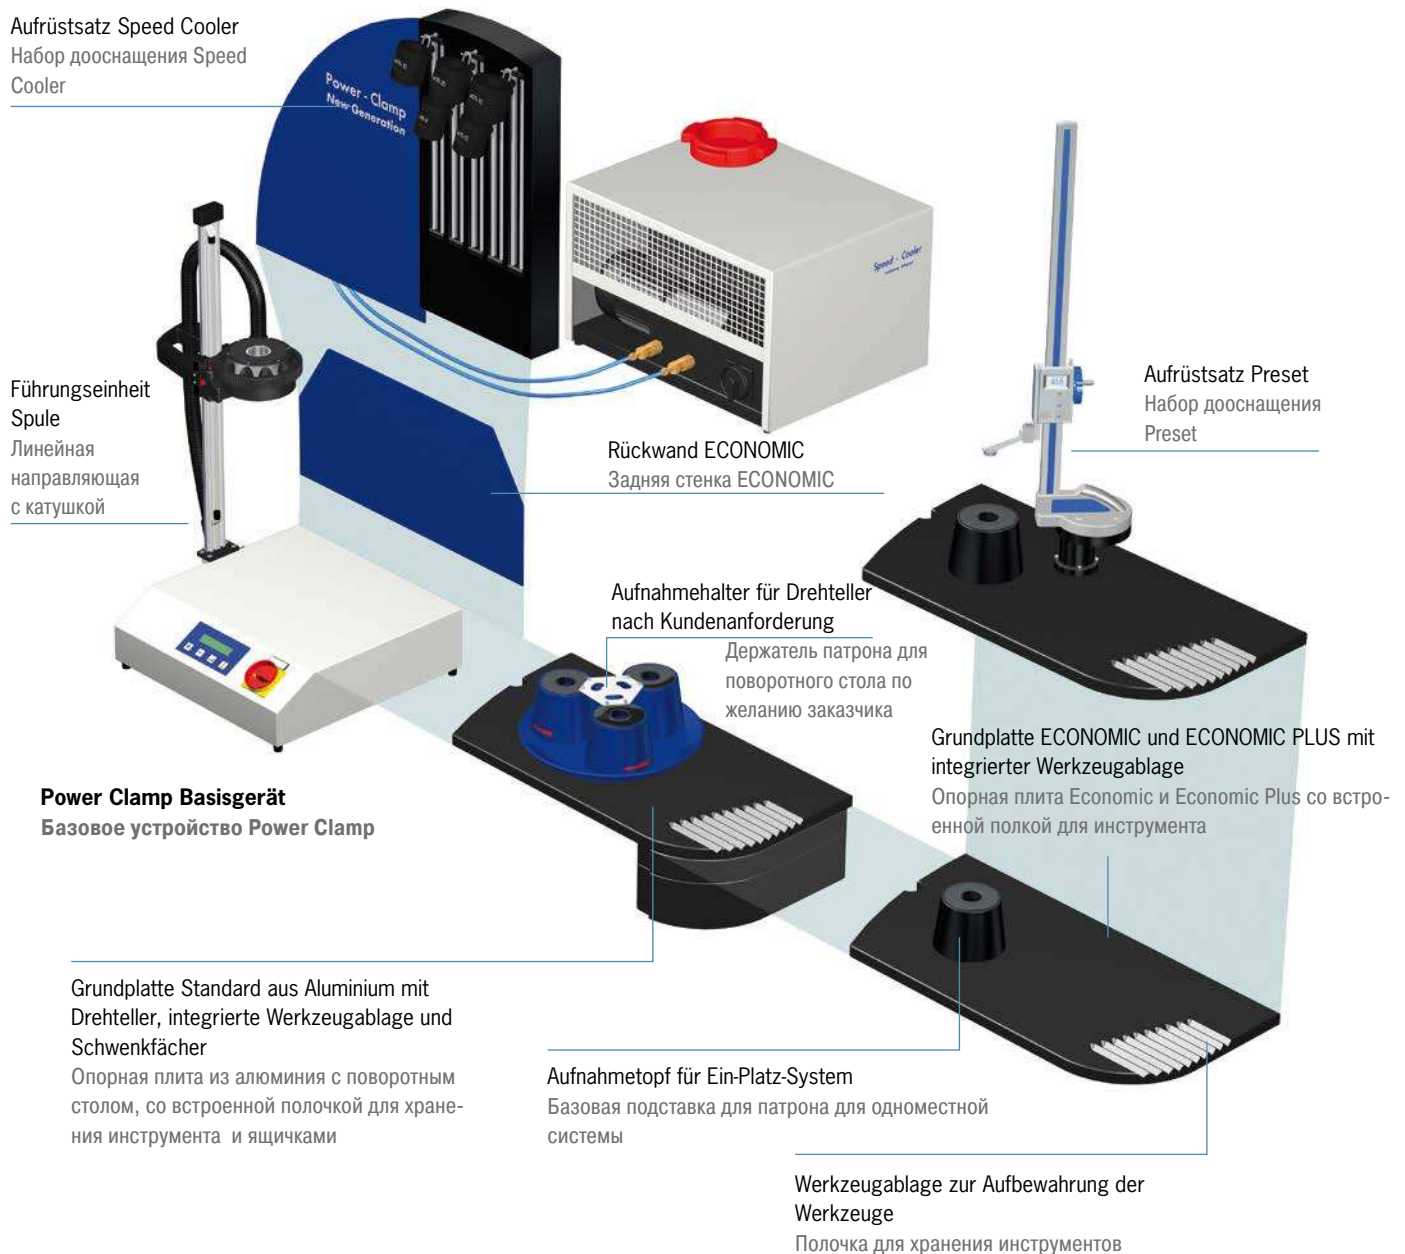 Aufrüstsatz Speed Cooler
Набор дооснащения Speed
Cooler
Power - Clamp
New Generation
Speed - Cooler
Führungseinheit
Spule
Линейная
направляющая
с катушкой
Rückwand ECONOMIC
Задняя стенка ECONOMIC
Aufrüstsatz Preset
Набор дооснащения
Preset
Aufnahmehalter für Drehteller
nach Kundenanforderung
Держатель патрона для
поворотного стола по
желанию заказчика
Grundplatte ECONOMIC und ECONOMIC PLUS mit
integrierter Werkzeugablage
Опорная плита Economic и Economic Plus со встро-
енной полкой для инструмента
Power Clamp Basisgerät
Базовое устройство Power Clamp
Grundplatte Standard aus Aluminium mit
Drehteller, integrierte Werkzeugablage und
Schwenkfächer
Опорная плита из алюминия с поворотным
столом, со встроенной полочкой для хране-
ния инструмента и ящичками
Aufnahmetopf für Ein-Platz-System
Базовая подставка для патрона для одноместной
системы
Werkzeugablage zur Aufbewahrung der
Werkzeuge
Полочка для хранения инструментов